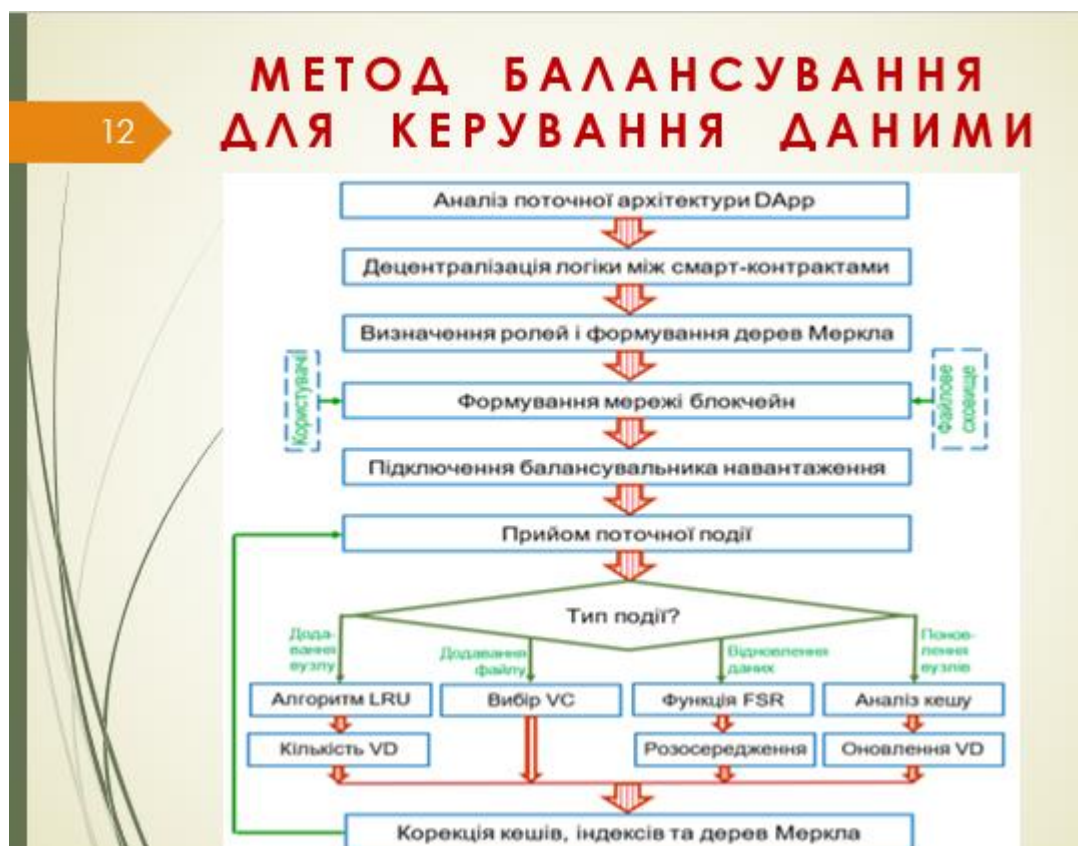 МЕТОД БАЛАНСУВАННЯ
ДЛЯ КЕРУВАННЯ ДАНИМИ
12
Аналіз поточної архітектури DApp
Децентралізація логіки між смарт-контрактами
Визначення ролей і формування дерев Меркла
Користувачі
Формування мережі блокчейн
Файлове
сховище
Підключення балансувальника навантаження
Прийом поточної події
Тип події?
Дода-
вання
вузлу
Додавання
файлу
Відновлення
даних
Понов-
лення
вузлів
Алгоритм LRU
Вибір VC
Функція FSR
Аналіз кешу
Кількість VD
Розосередження
Оновлення VD
Корекція кешів, індексів та дерев Меркла